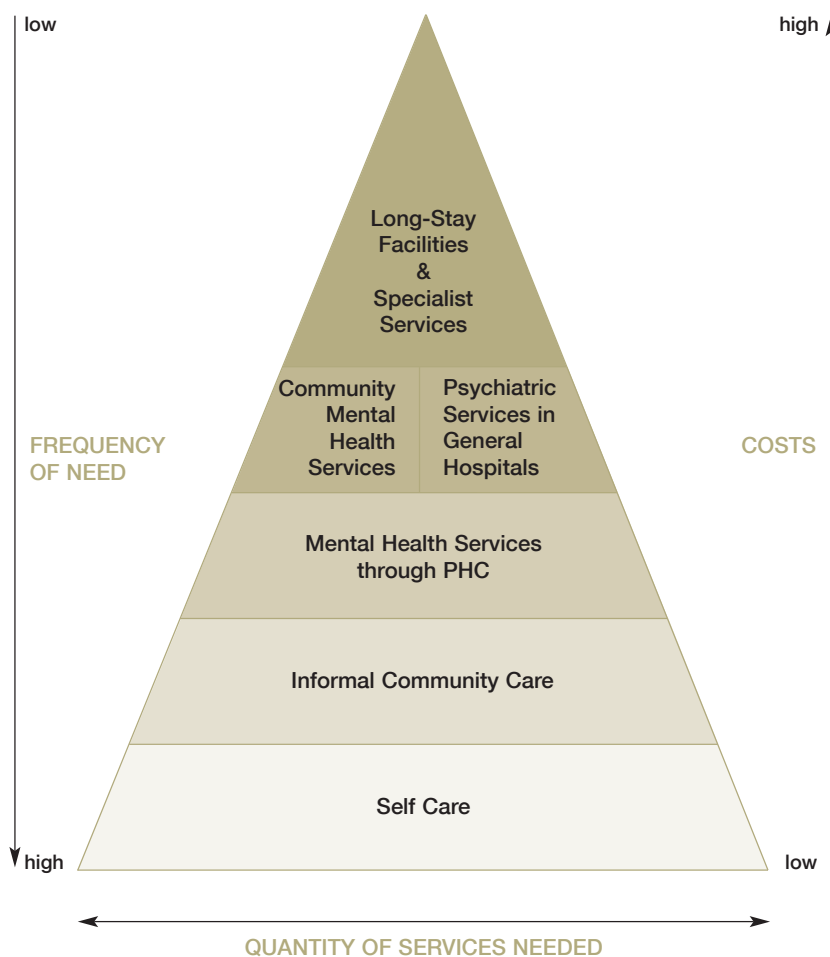 low
high
Long-Stay
Facilities
&
Specialist
Services
Community
Mental
Health
Services
Psychiatric
Services in
General
Hospitals
FREQUENCY
OF NEED
COSTS
Mental Health Services
through PHC
Informal Community Care
Self Care
high
low
QUANTITY OF SERVICES NEEDED